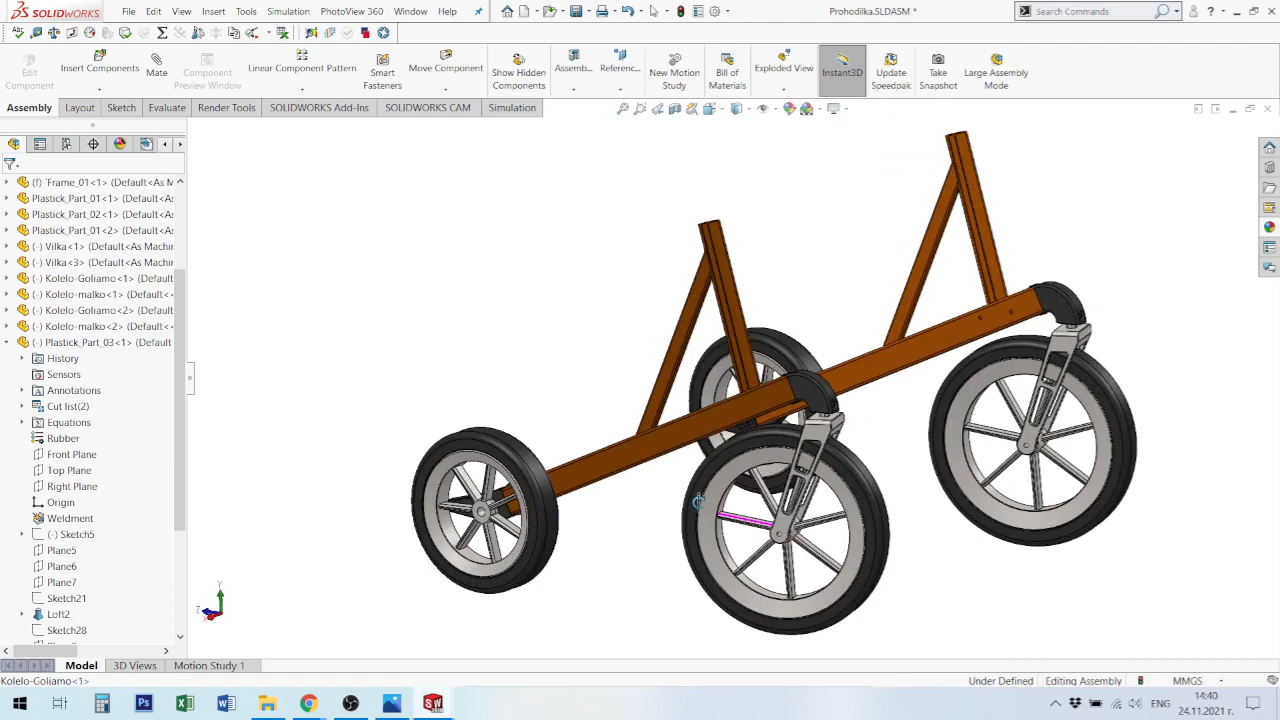 SOLIDWORKS File Edit View Insert Tools Simulation Window Help Prohodilka.SLDASM * Search Commands
Edit Component
Insert Components
Mate
Component Preview Window
Linear Component Pattern
Smart Fasteners
Move Component
Show Hidden Components
Assemb...
Referenc...
New Motion Study
Bill of Materials
Exploded View
Instant3D
Update Speedpak
Take Snapshot
Large Assembly Mode
Assembly Layout Sketch Evaluate Render Tools SOLIDWORKS Add-Ins SOLIDWORKS CAM Simulation
(f) `Frame_01<1> (Default<As M
Plastick_Part_01<1> (Default<As
Plastick_Part_02<1> (Default<As
Plastick_Part_01<2> (Default<As
(-) Vilka<1> (Default<As Machin
(-) Vilka<3> (Default<As Machin
(-) Kolelo-Goliamo<1> (Default
(-) Kolelo-malko<1> (Default<<
(-) Kolelo-Goliamo<2> (Default
(-) Kolelo-malko<2> (Default<<
(-) Plastick_Part_03<1> (Default
History
Sensors
Annotations
Cut list(2)
Equations
Rubber
Front Plane
Top Plane
Right Plane
Origin
Weldment
(-) Sketch5
Plane5
Plane6
Plane7
Sketch21
Loft2
Sketch28
Y
Z
X
Model 3D Views Motion Study 1
Kolelo-Goliamo<1> Under Defined Editing Assembly MMGS
ENG
14:40
24.11.2021 г.